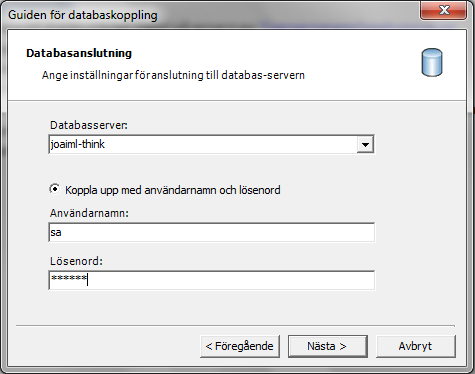 Guiden för databaskoppling
Databasanslutning
Ange inställningar för anslutning till databas-servern
Databasserver:
joaiml-think
Koppla upp med användarnamn och lösenord
Användarnamn:
sa
Lösenord:
******
< Föregående
Nästa >
Avbryt